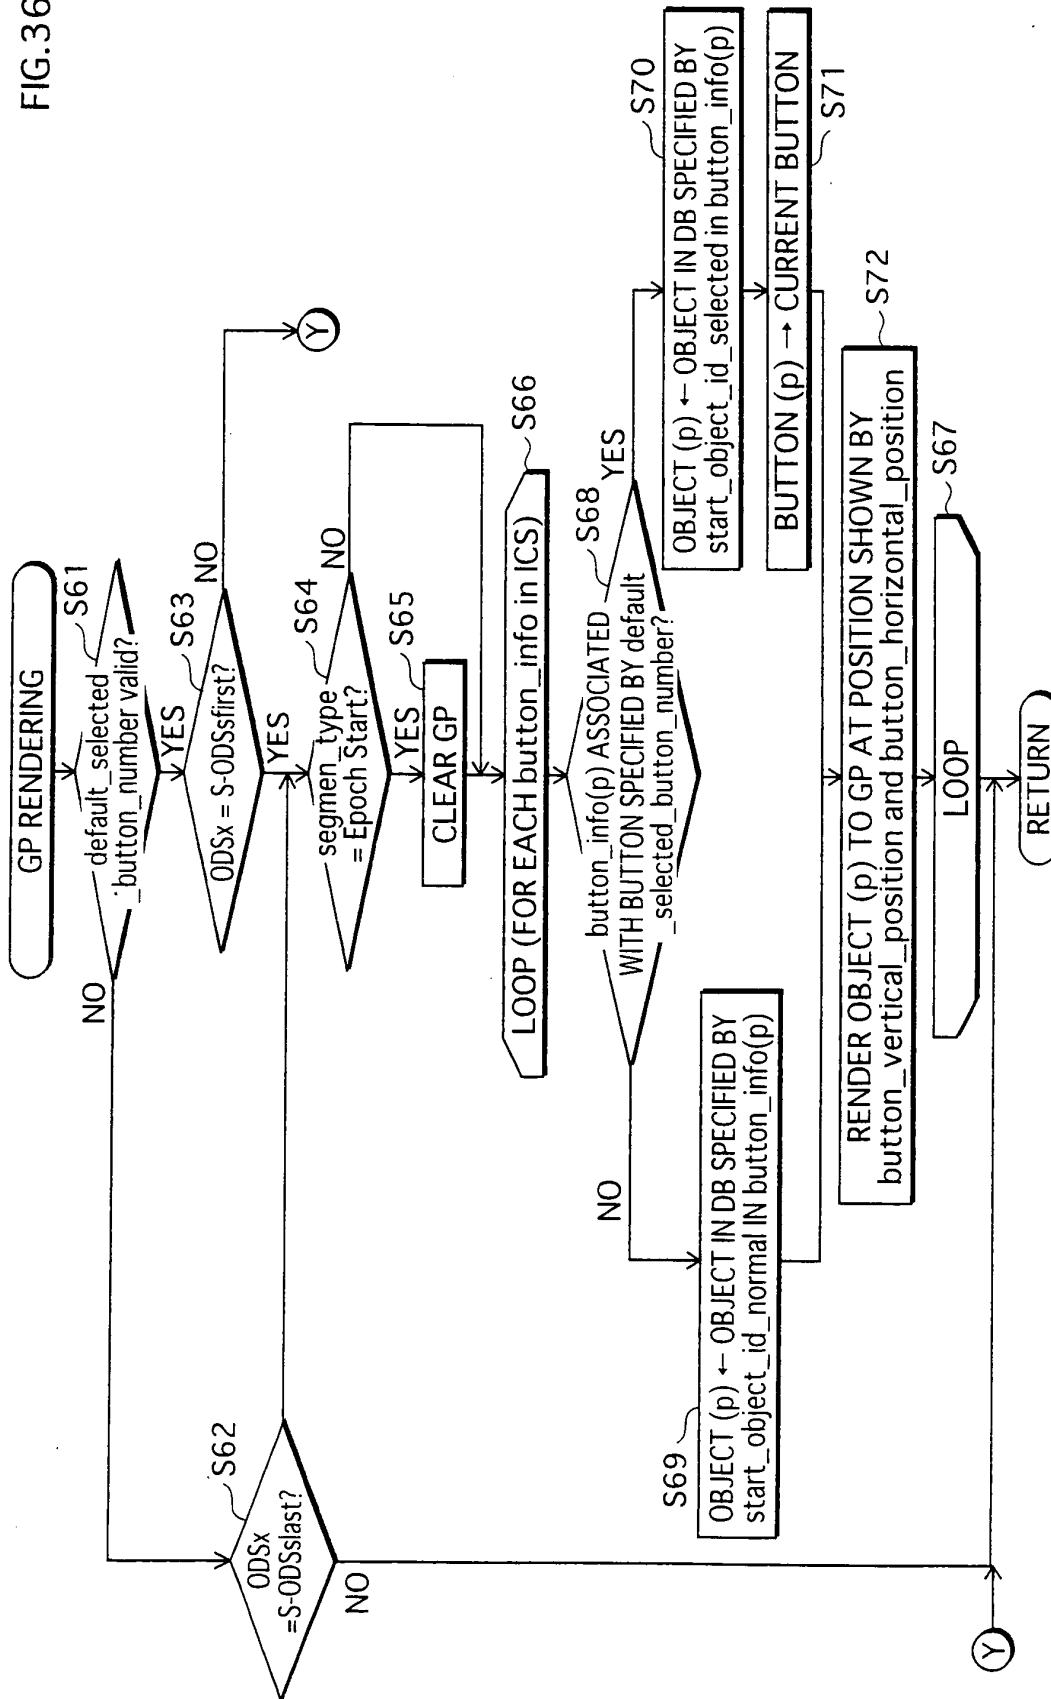 FIG.36
GP RENDERING
S61
default_selected
_button_number valid?
NO
YES
S62
ODSx
=S-ODSslast?
NO
S63
ODSx = S-ODSsfirst?
NO
YES
Y
S64
segmen_type
= Epoch Start?
NO
YES
S65
CLEAR GP
S66
LOOP (FOR EACH button_info in ICS)
S68
button_info(p) ASSOCIATED
WITH BUTTON SPECIFIED BY default
_selected_button_number?
NO
YES
S69
OBJECT (p) ← OBJECT IN DB SPECIFIED BY
start_object_id_normal IN button_info(p)
S70
OBJECT (p) ← OBJECT IN DB SPECIFIED BY
start_object_id_selected in button_info(p)
BUTTON (p) → CURRENT BUTTON
S71
S72
RENDER OBJECT (p) TO GP AT POSITION SHOWN BY
button_vertical_position and button_horizontal_position
S67
LOOP
Y
RETURN